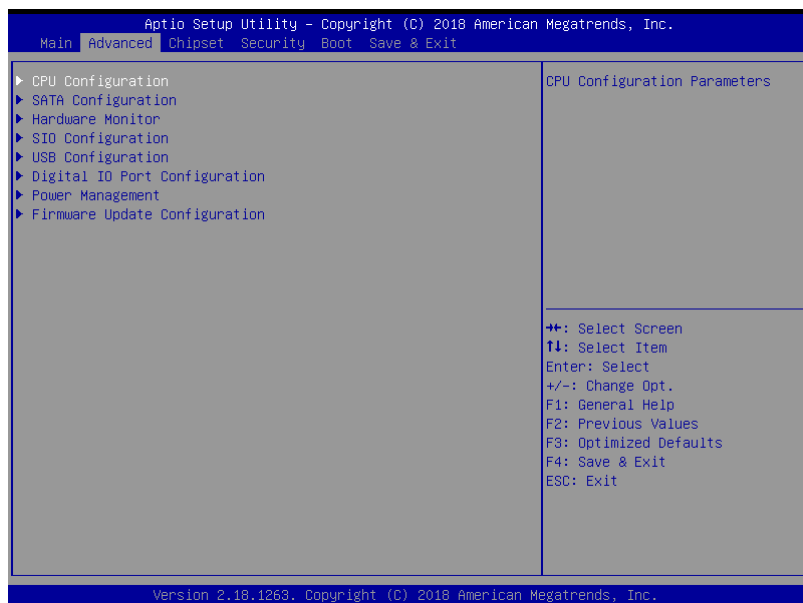 Aptio Setup Utility – Copyright (C) 2018 American Megatrends, Inc.
Main Advanced Chipset Security Boot Save & Exit
CPU Configuration
SATA Configuration
Hardware Monitor
SIO Configuration
USB Configuration
Digital IO Port Configuration
Power Management
Firmware Update Configuration
CPU Configuration Parameters
→←: Select Screen
↑↓: Select Item
Enter: Select
+/-: Change Opt.
F1: General Help
F2: Previous Values
F3: Optimized Defaults
F4: Save & Exit
ESC: Exit
Version 2.18.1263. Copyright (C) 2018 American Megatrends, Inc.